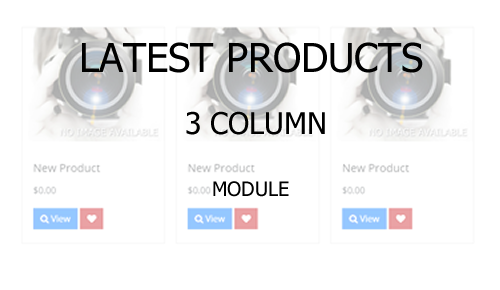 LATEST PRODUCTS
3 COLUMN
MODULE
NO IMAGE AVAILABLE NO IMAGE AVAILABLE NO IMAGE AVAILABLE
New Product New Product New Product
$0.00 $0.00 $0.00
View View View